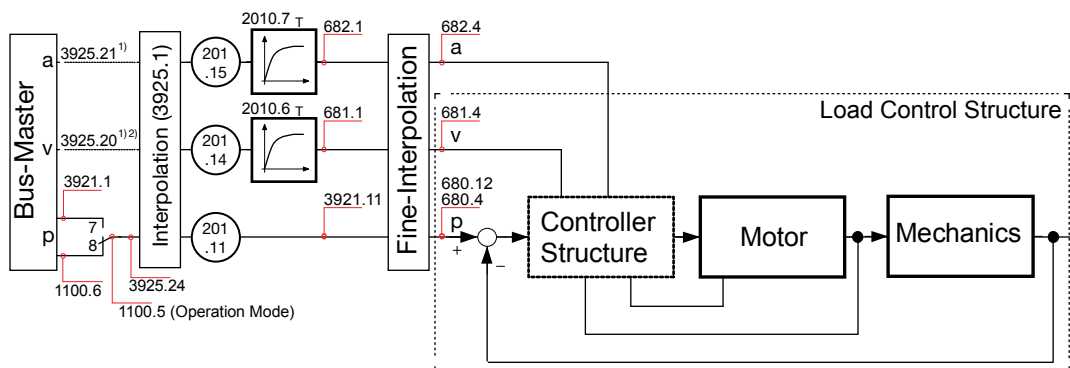 Bus-Master
a
v
p
3925.21 1)
3925.20 1) 2)
3921.1
7
8
1100.6
3925.24
1100.5 (Operation Mode)
Interpolation (3925.1)
201
.15
201
.14
201
.11
2010.7 T
2010.6 T
682.1
681.1
3921.11
Fine-Interpolation
682.4
a
681.4
v
680.12
680.4
p
+
−
Load Control Structure
Controller
Structure
Motor
Mechanics